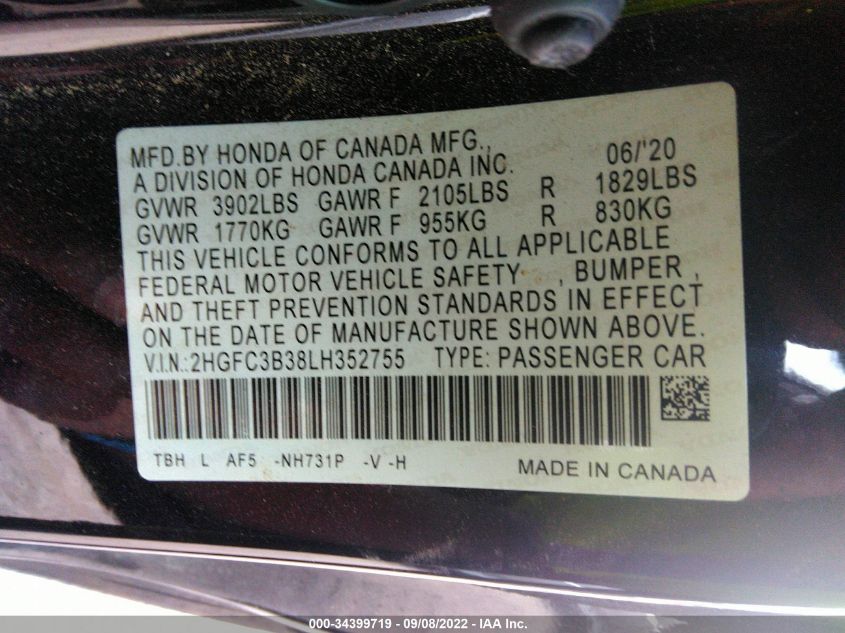 MFD.BY HONDA OF CANADA MFG., 06/'20
A DIVISION OF HONDA CANADA INC.
GVWR 3902LBS GAWR F 2105LBS R 1829LBS
GVWR 1770KG GAWR F 955KG R 830KG
THIS VEHICLE CONFORMS TO ALL APPLICABLE
FEDERAL MOTOR VEHICLE SAFETY , BUMPER ,
AND THEFT PREVENTION STANDARDS IN EFFECT
ON THE DATE OF MANUFACTURE SHOWN ABOVE.
V.I.N.:2HGFC3B38LH352755 TYPE: PASSENGER CAR
TBH L AF5 -NH731P -V -H MADE IN CANADA
000-34399719 - 09/08/2022 - IAA Inc.